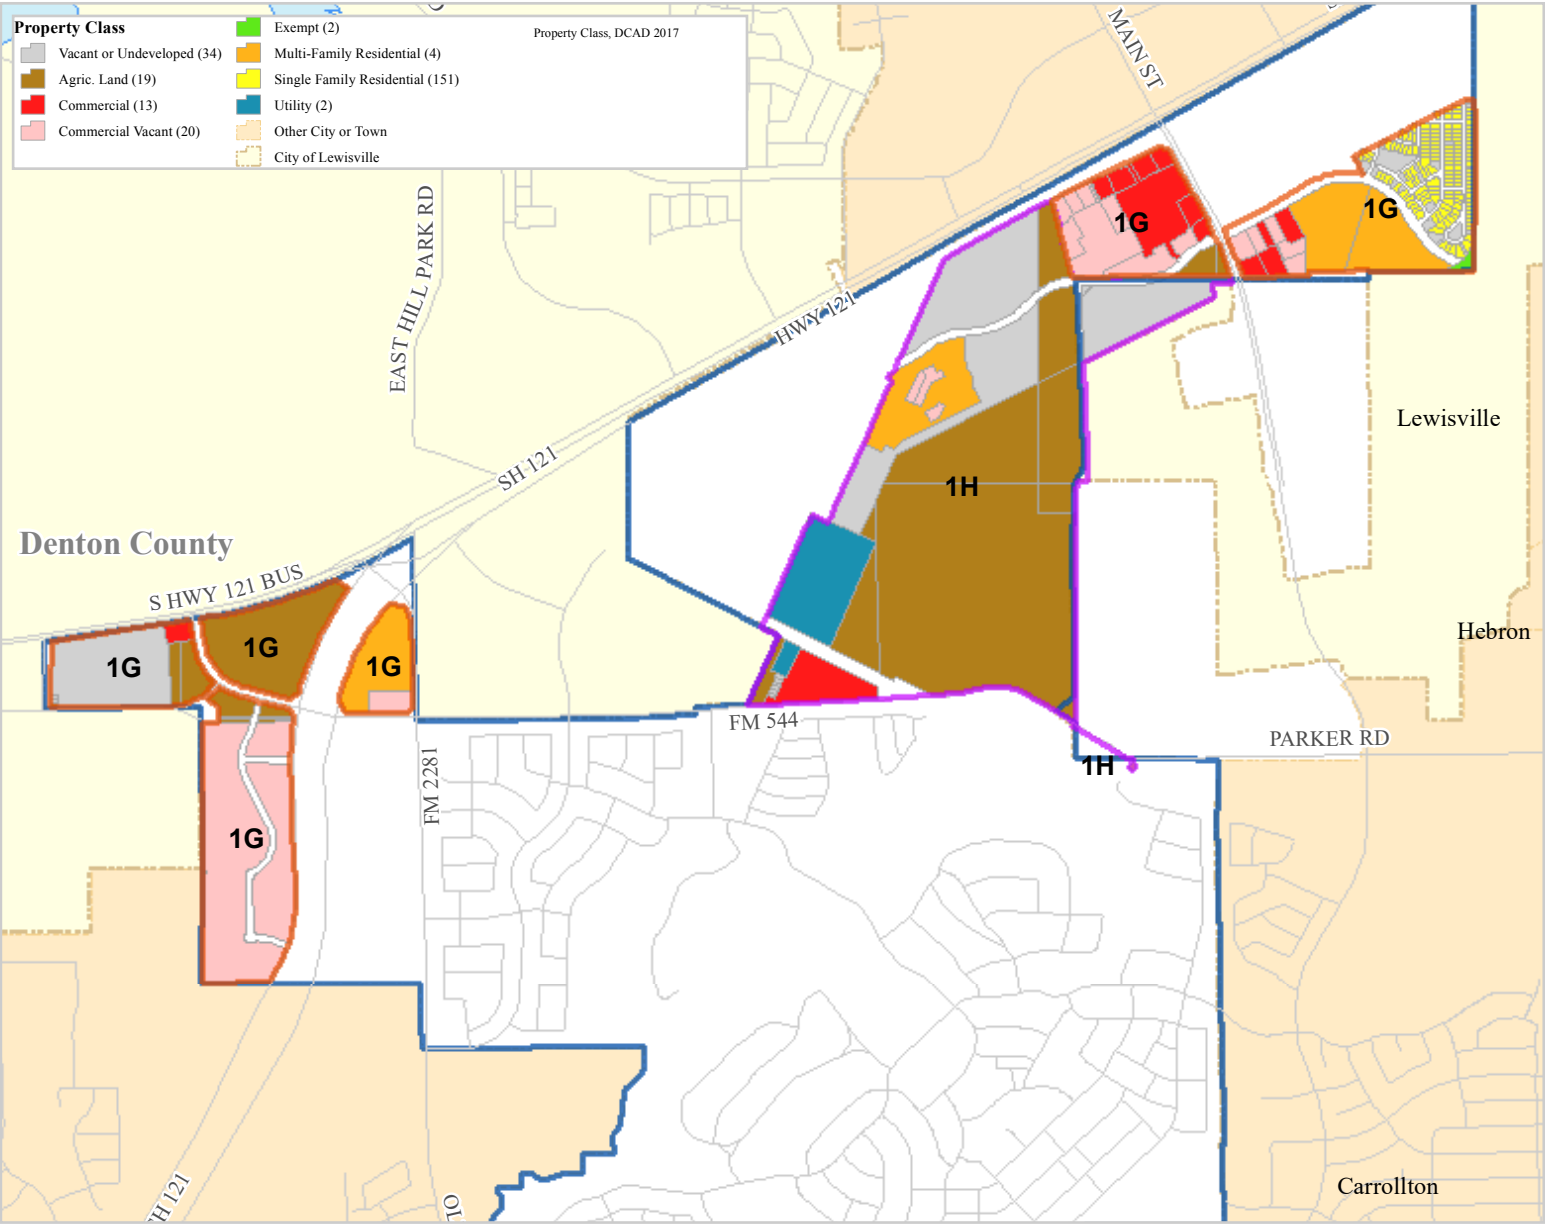 Property Class
Exempt (2)
Property Class, DCAD 2017
Vacant or Undeveloped (34)
Multi-Family Residential (4)
Agric. Land (19)
Single Family Residential (151)
Commercial (13)
Utility (2)
Commercial Vacant (20)
Other City or Town
City of Lewisville
MAIN ST
EAST HILL PARK RD
1G
1G
HWY 121
Lewisville
SH 121
1H
Denton County
S HWY 121 BUS
Hebron
1G
1G
1G
FM 544
PARKER RD
1H
FM 2281
1G
Carrollton
TH 121